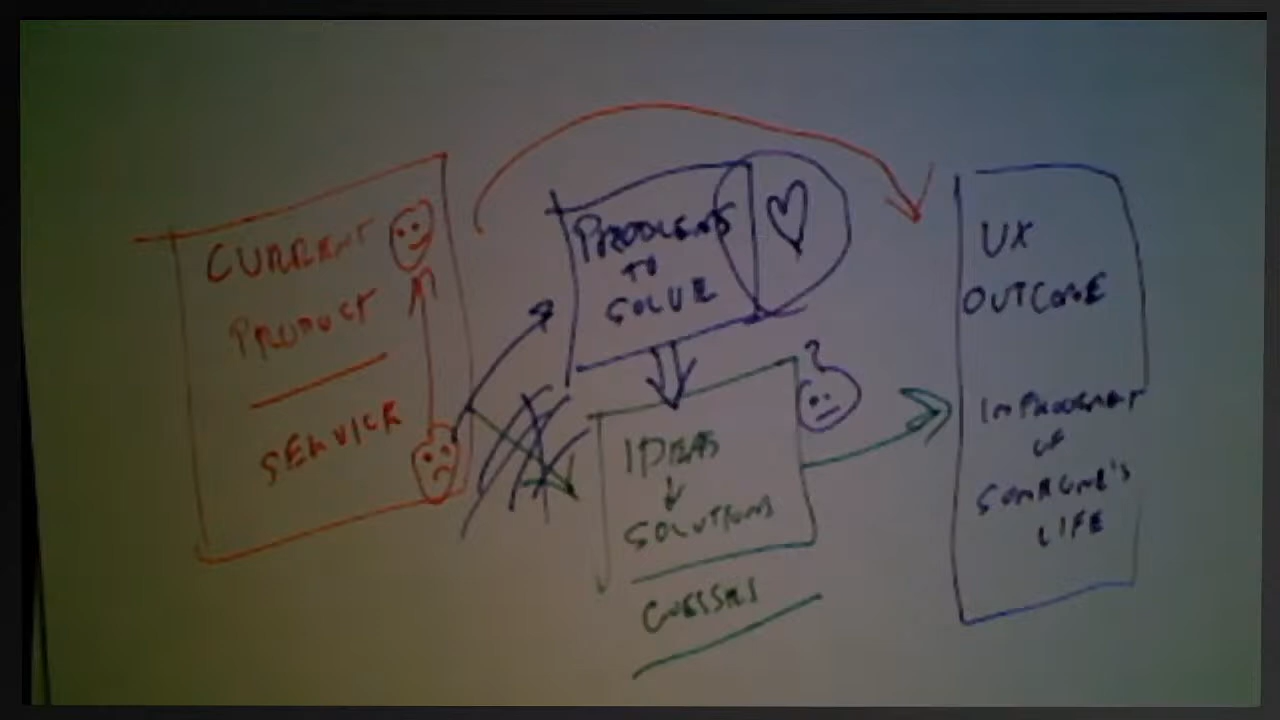 CURRENT
PRODUCT
SERVICE
PROBLEMS
TO
SOLVE
?
IDEAS
SOLUTIONS
GUESSES
UX
OUTCOME
IMPROVEMENT
OF
SOMEONE'S
LIFE